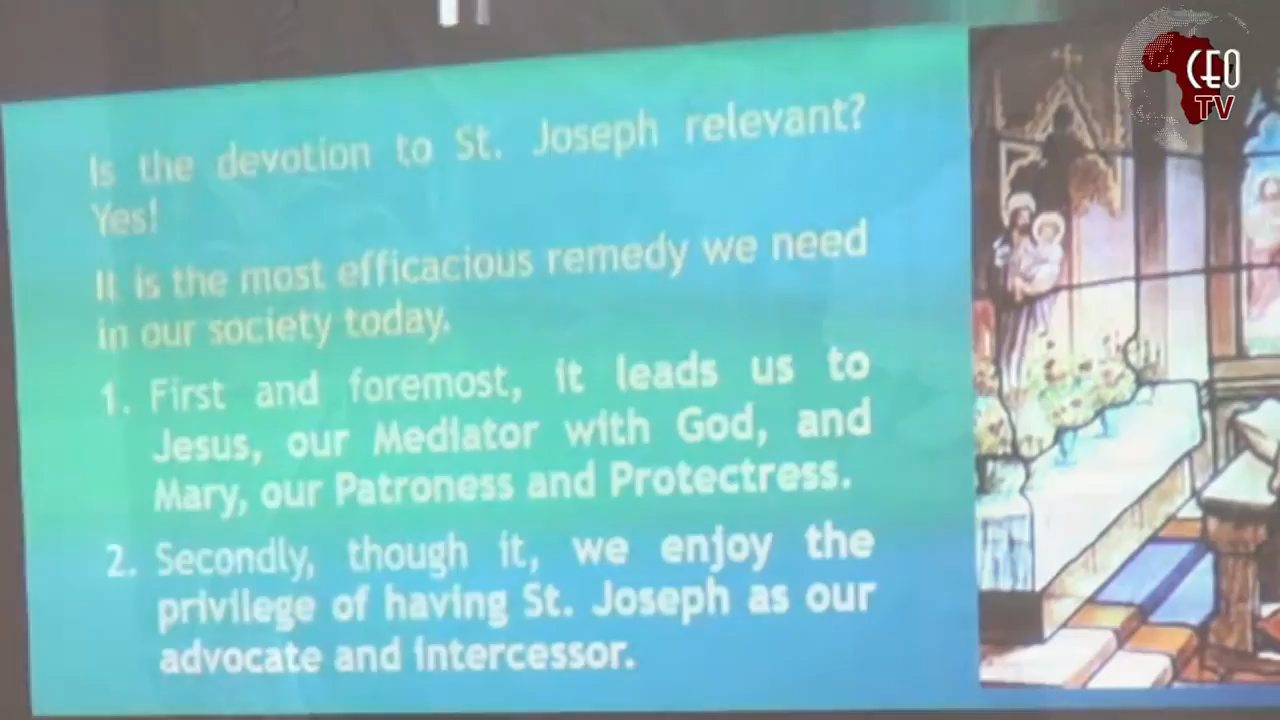 CEO
TV
Is the devotion to St. Joseph relevant?
Yes!
It is the most efficacious remedy we need
in our society today.
1. First and foremost, it leads us to
Jesus, our Mediator with God, and
Mary, our Patroness and Protectress.
2. Secondly, though it, we enjoy the
privilege of having St. Joseph as our
advocate and intercessor.